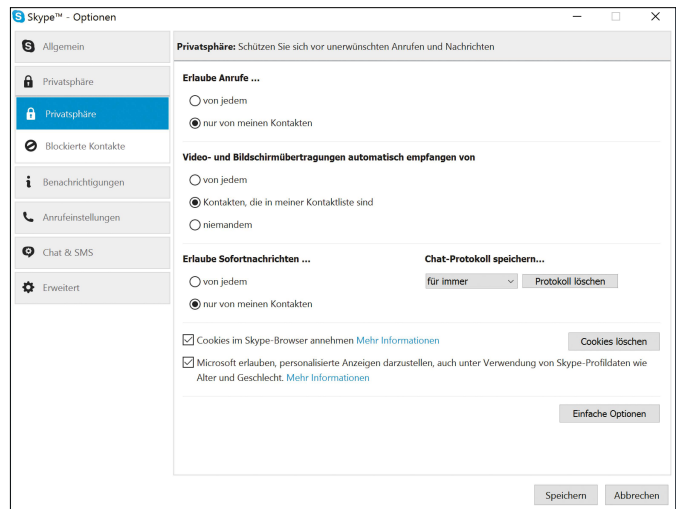 Skype™ - Optionen
Allgemein
Privatsphäre
Privatsphäre
Blockierte Kontakte
Benachrichtigungen
Anrufeinstellungen
Chat & SMS
Erweitert
Privatsphäre: Schützen Sie sich vor unerwünschten Anrufen und Nachrichten
Erlaube Anrufe ...
von jedem
nur von meinen Kontakten
Video- und Bildschirmübertragungen automatisch empfangen von
von jedem
Kontakten, die in meiner Kontaktliste sind
niemandem
Erlaube Sofortnachrichten ...
von jedem
nur von meinen Kontakten
Chat-Protokoll speichern...
für immer
Protokoll löschen
Cookies im Skype-Browser annehmen Mehr Informationen
Cookies löschen
Microsoft erlauben, personalisierte Anzeigen darzustellen, auch unter Verwendung von Skype-Profildaten wie
Alter und Geschlecht. Mehr Informationen
Einfache Optionen
Speichern
Abbrechen